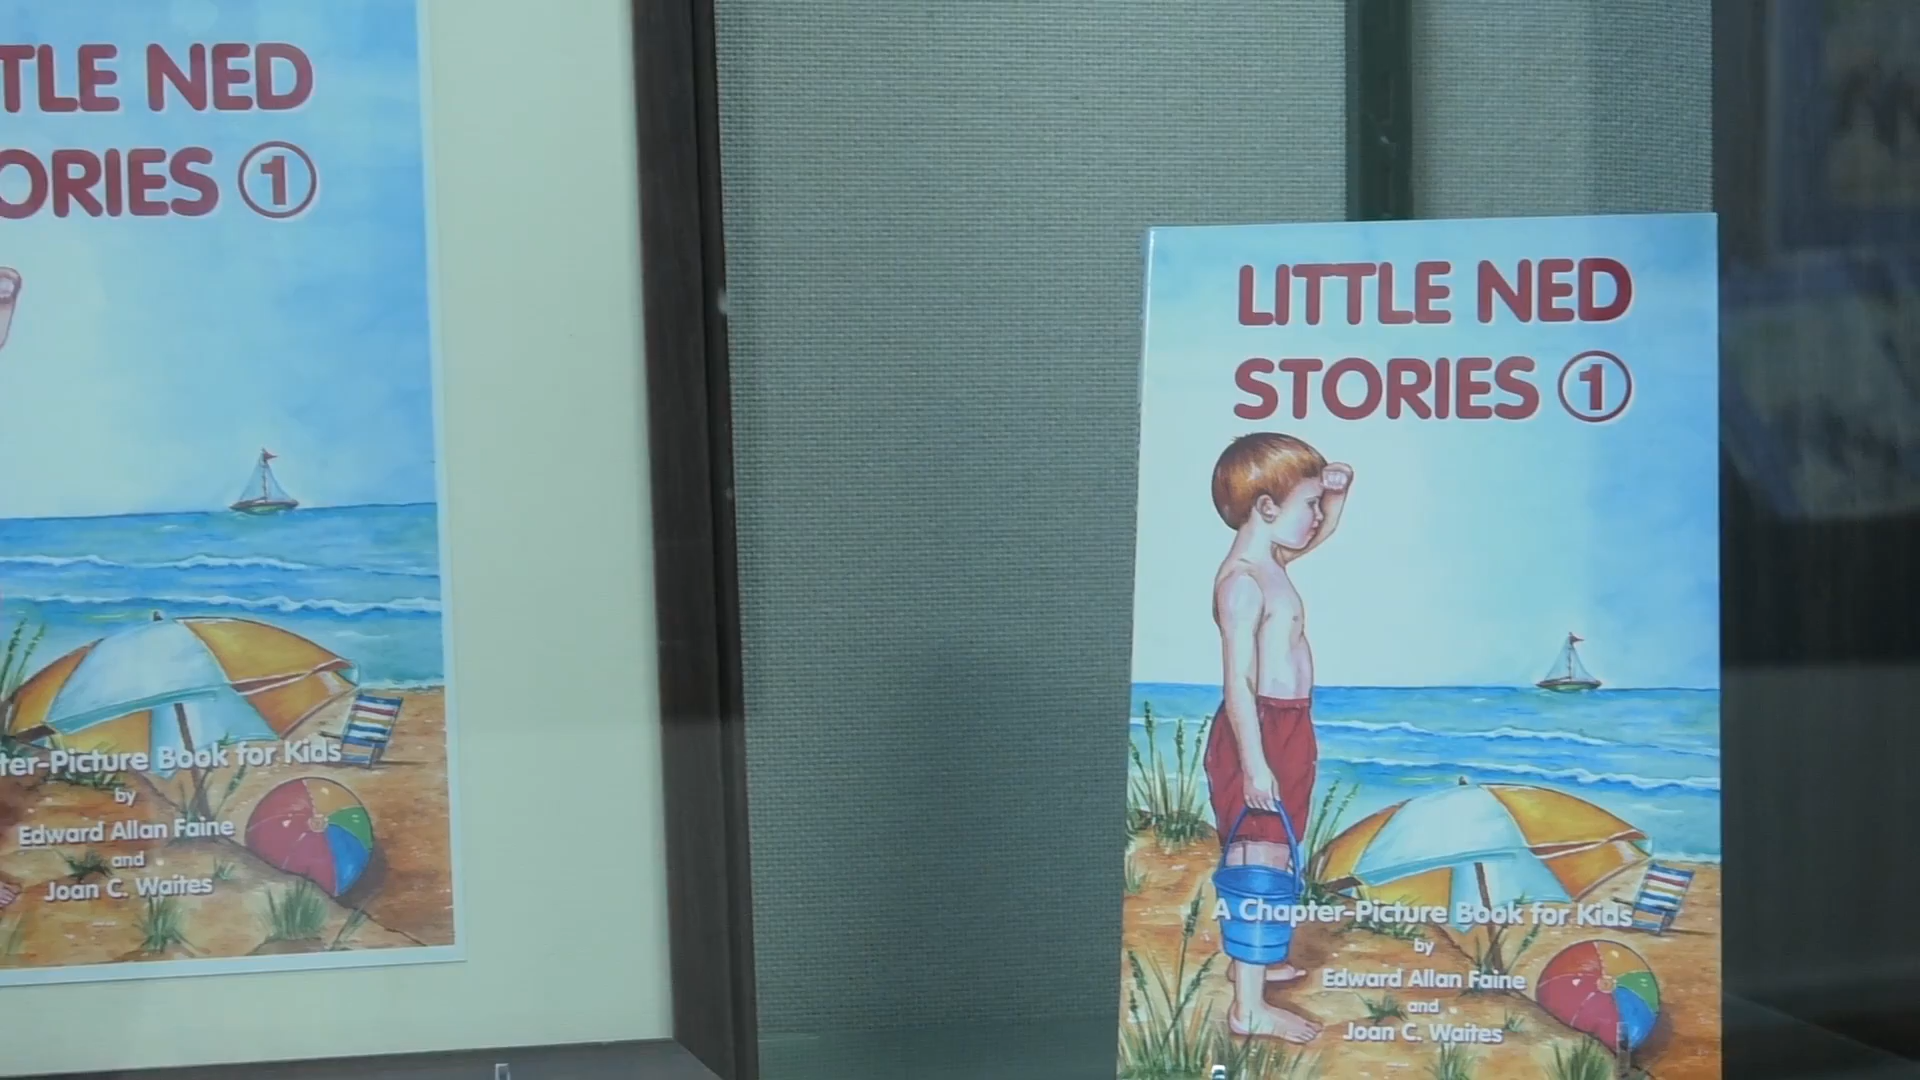 TLE NED
ORIES ①
ter-Picture Book for Kids
by
Edward Allan Faine
and
Joan C. Waites
LITTLE NED
STORIES ①
A Chapter-Picture Book for Kids
by
Edward Allan Faine
and
Joan C. Waites